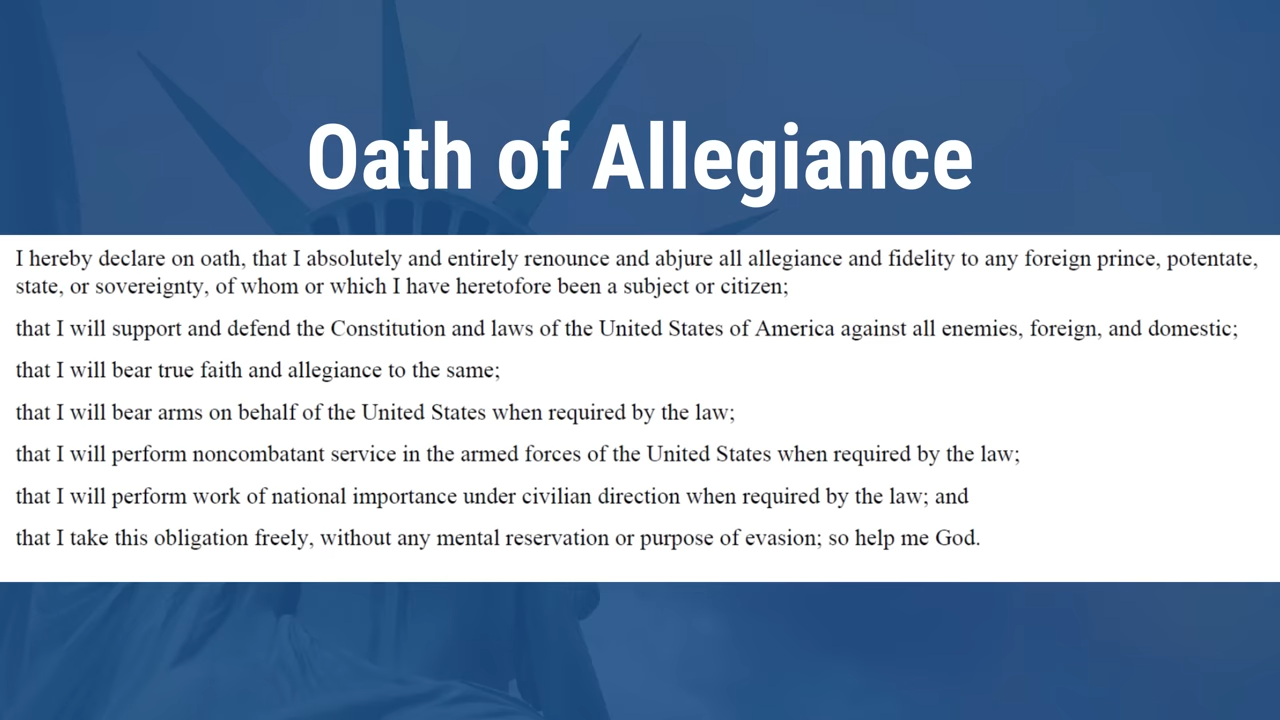 Oath of Allegiance
I hereby declare on oath, that I absolutely and entirely renounce and abjure all allegiance and fidelity to any foreign prince, potentate,
state, or sovereignty, of whom or which I have heretofore been a subject or citizen;
that I will support and defend the Constitution and laws of the United States of America against all enemies, foreign, and domestic;
that I will bear true faith and allegiance to the same;
that I will bear arms on behalf of the United States when required by the law;
that I will perform noncombatant service in the armed forces of the United States when required by the law;
that I will perform work of national importance under civilian direction when required by the law; and
that I take this obligation freely, without any mental reservation or purpose of evasion; so help me God.